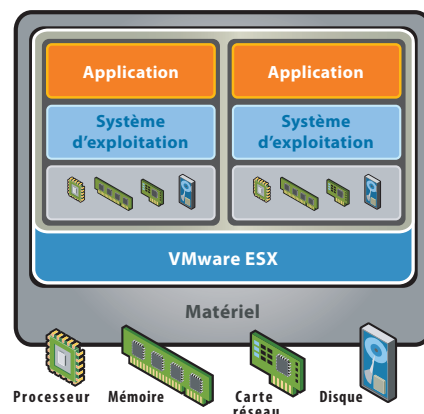 Application
Application
Système
d'exploitation
Système
d'exploitation
VMware ESX
Matériel
Processeur
Mémoire
Carte
réseau
Disque